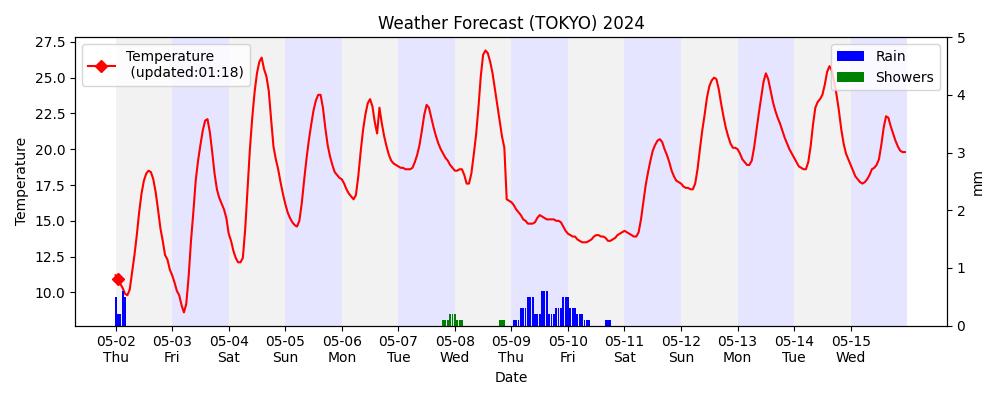 Weather Forecast (TOKYO) 2024
Temperature
(updated:01:18)
Rain
Showers
27.5
25.0
22.5
20.0
17.5
15.0
12.5
10.0
Temperature
5
4
3
2
1
0
mm
05-02 05-03 05-04 05-05 05-06 05-07 05-08 05-09 05-10 05-11 05-12 05-13 05-14 05-15
Thu Fri Sat Sun Mon Tue Wed Thu Fri Sat Sun Mon Tue Wed
Date